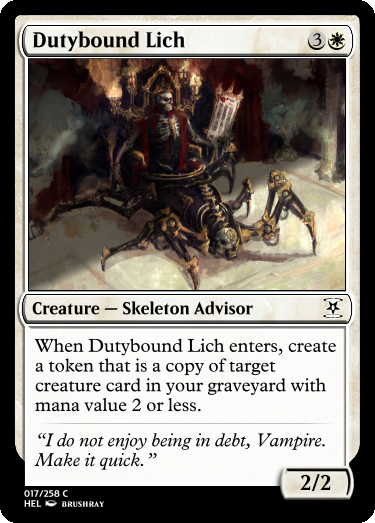 Dutybound Lich 3
Creature — Skeleton Advisor
When Dutybound Lich enters, create
a token that is a copy of target
creature card in your graveyard with
mana value 2 or less.
“I do not enjoy being in debt, Vampire.
Make it quick.”
2/2
017/258 C
HEL BRUSHRAY